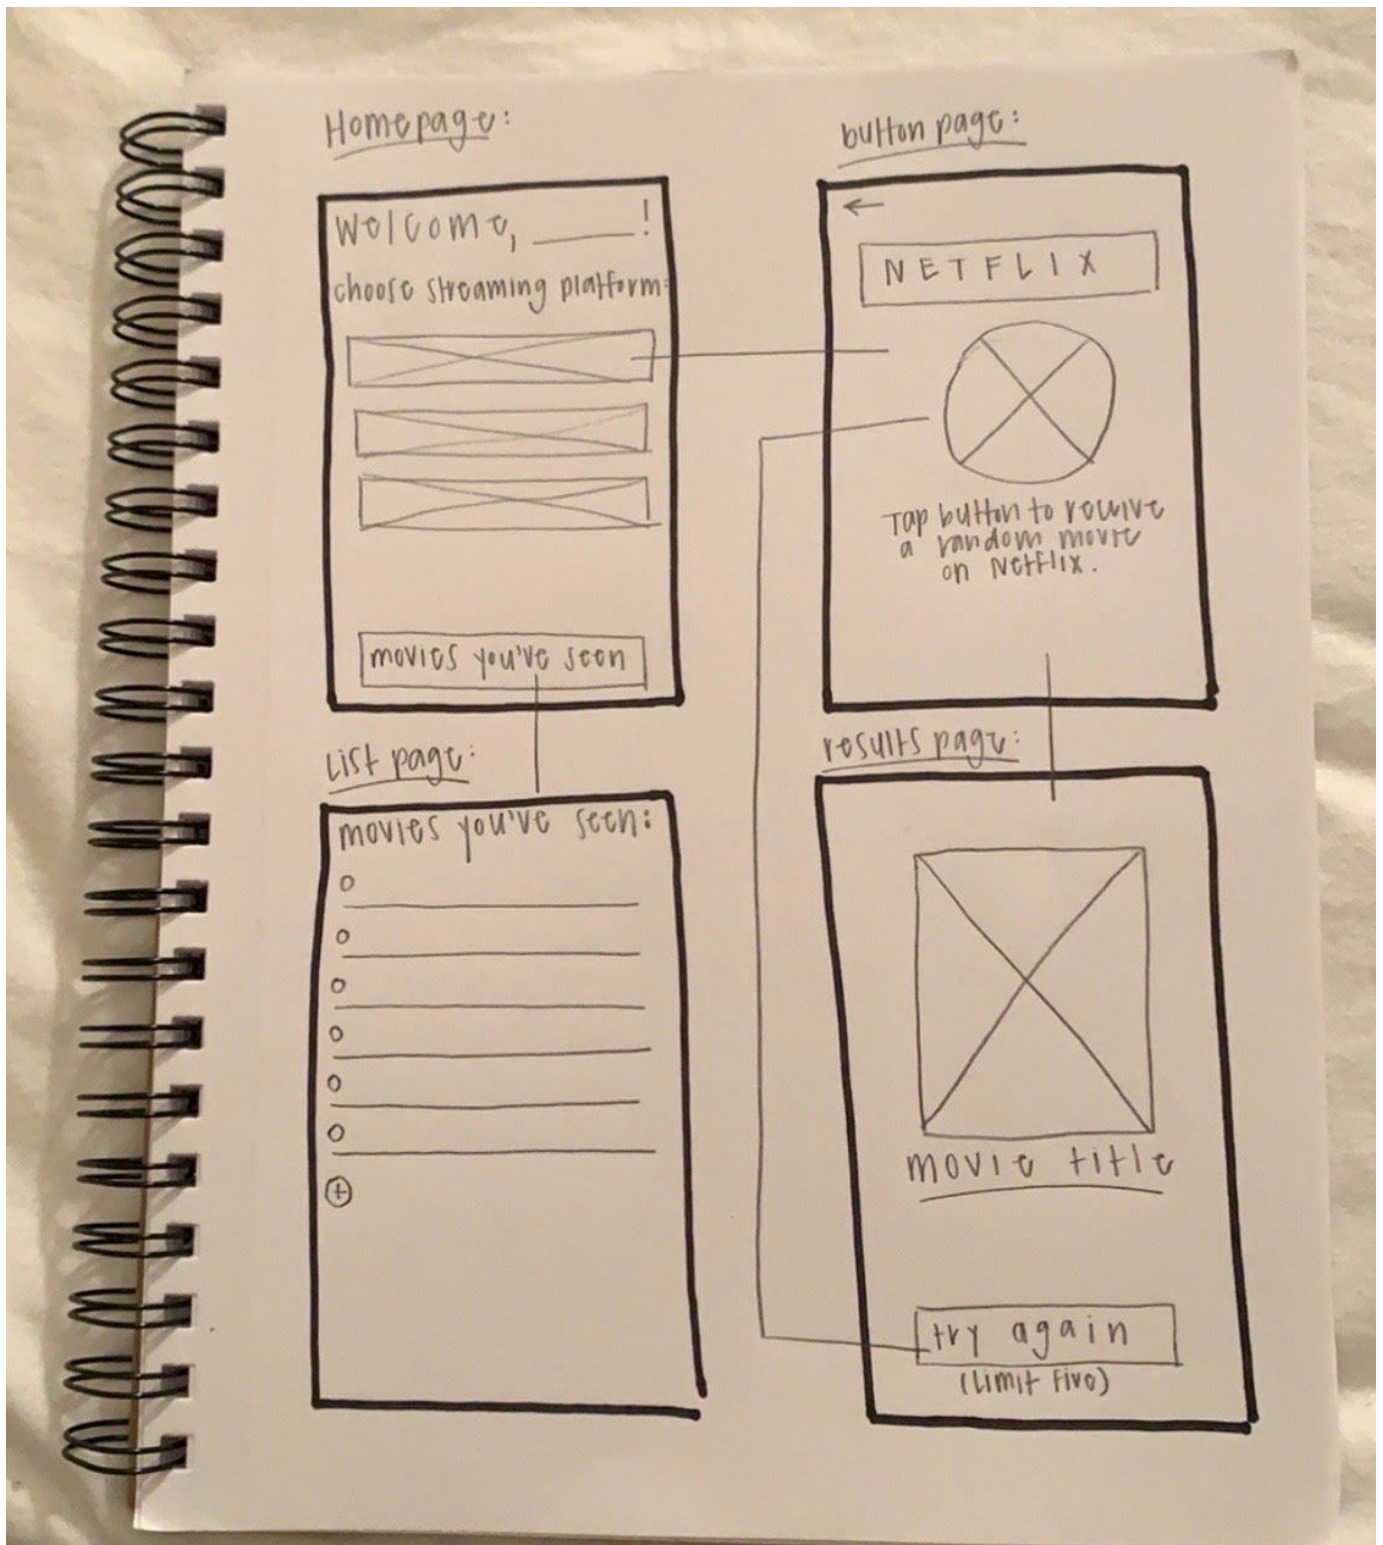 Homepage:
Welcome, ______!
choose streaming platform:
movies you've seen
button page:
←
NETFLIX
Tap button to receive
a random movie
on Netflix.
List page:
movies you've seen:
+
results page:
movie title
try again
(limit five)